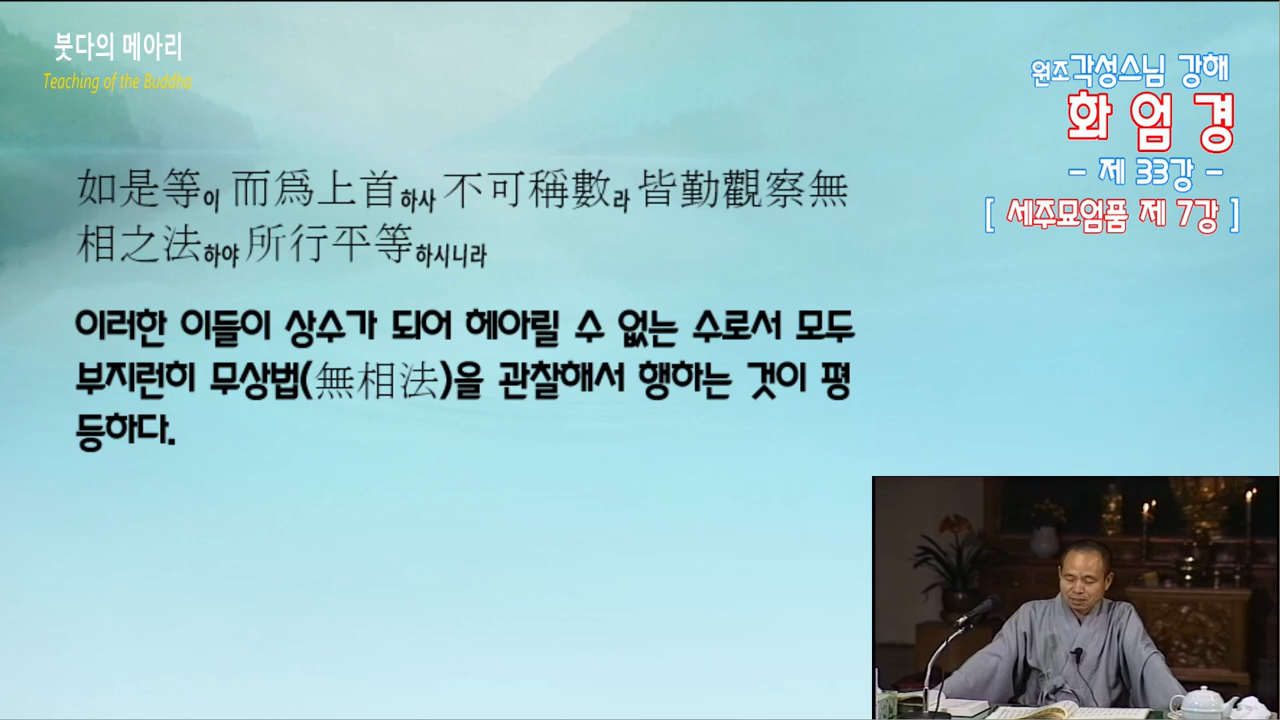 붓다의 메아리
Teaching of the Buddha
원조각성스님 강해
화엄경
- 제 33강 -
[ 세주묘엄품 제 7강 ]
如是等이 而爲上首하사 不可稱數라 皆勤觀察無
相之法하야 所行平等하시니라
이러한 이들이 상수가 되어 헤아릴 수 없는 수로서 모두
부지런히 무상법(無相法)을 관찰해서 행하는 것이 평
등하다.